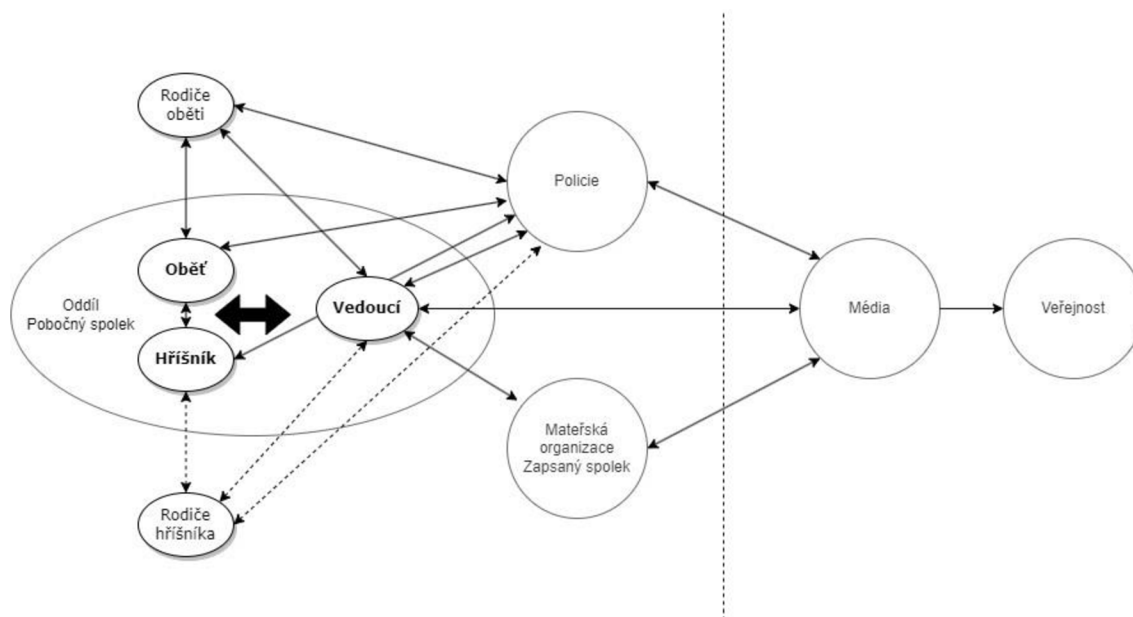 Rodiče
oběti
Policie
Oběť
Oddíl
Pobočný spolek
Vedoucí
Média
Veřejnost
Hříšník
Mateřská
organizace
Zapsaný spolek
Rodiče
hříšníka